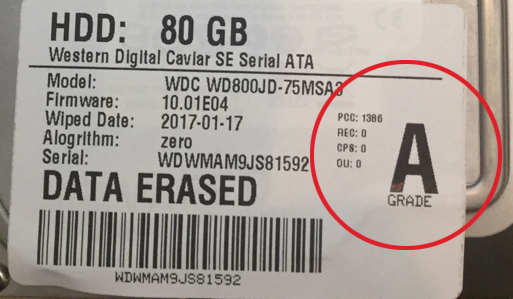 HDD: 80 GB
Western Digital Caviar SE Serial ATA
Model: WDC WD800JD-75MSA3
Firmware: 10.01E04
Wiped Date: 2017-01-17
Alogrithm: zero
Serial: WDWMAM9JS81592
DATA ERASED
WDWMAM9JS81592
PCC: 1386
REC: 0
CPS: 0
OU: 0
A
GRADE